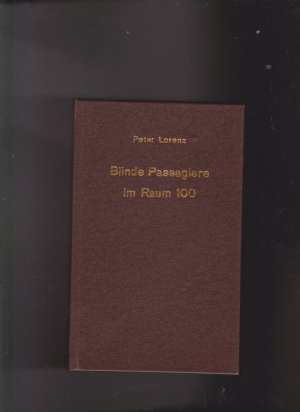 Peter Lorenz
Blinde Passagiere
im Raum 100